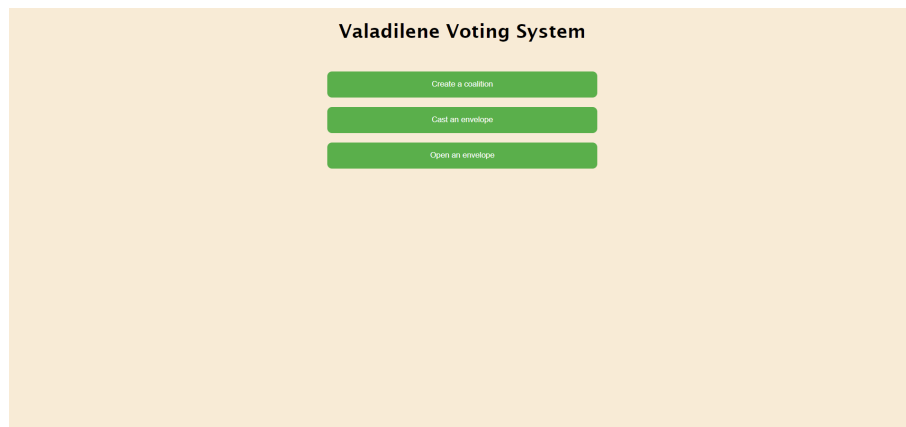 Valadilene Voting System
Create a coalition
Cast an envelope
Open an envelope